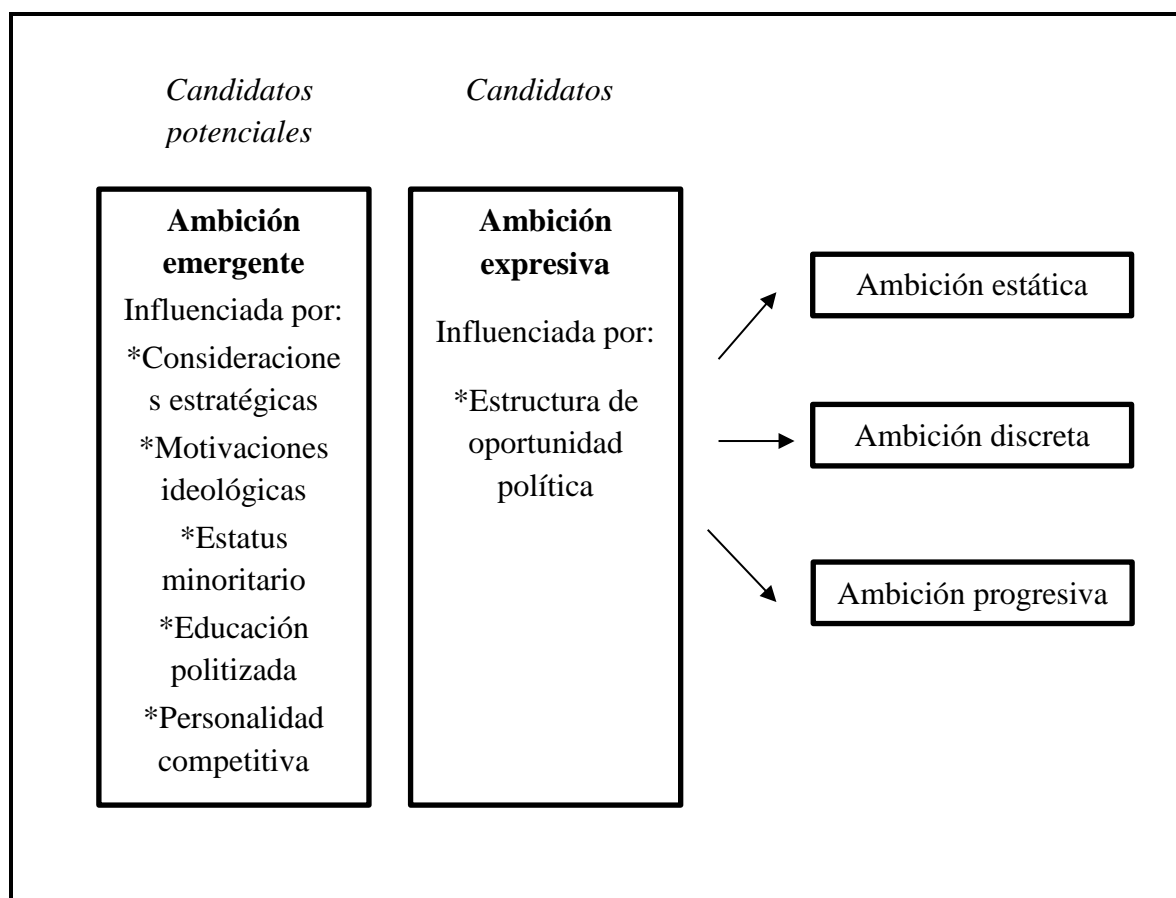 Candidatos
potenciales
Candidatos
Ambición
emergente
Influenciada por:
*Consideracione
s estratégicas
*Motivaciones
ideológicas
*Estatus
minoritario
*Educación
politizada
*Personalidad
competitiva
Ambición
expresiva
Influenciada por:
*Estructura de
oportunidad
política
Ambición estática
Ambición discreta
Ambición progresiva